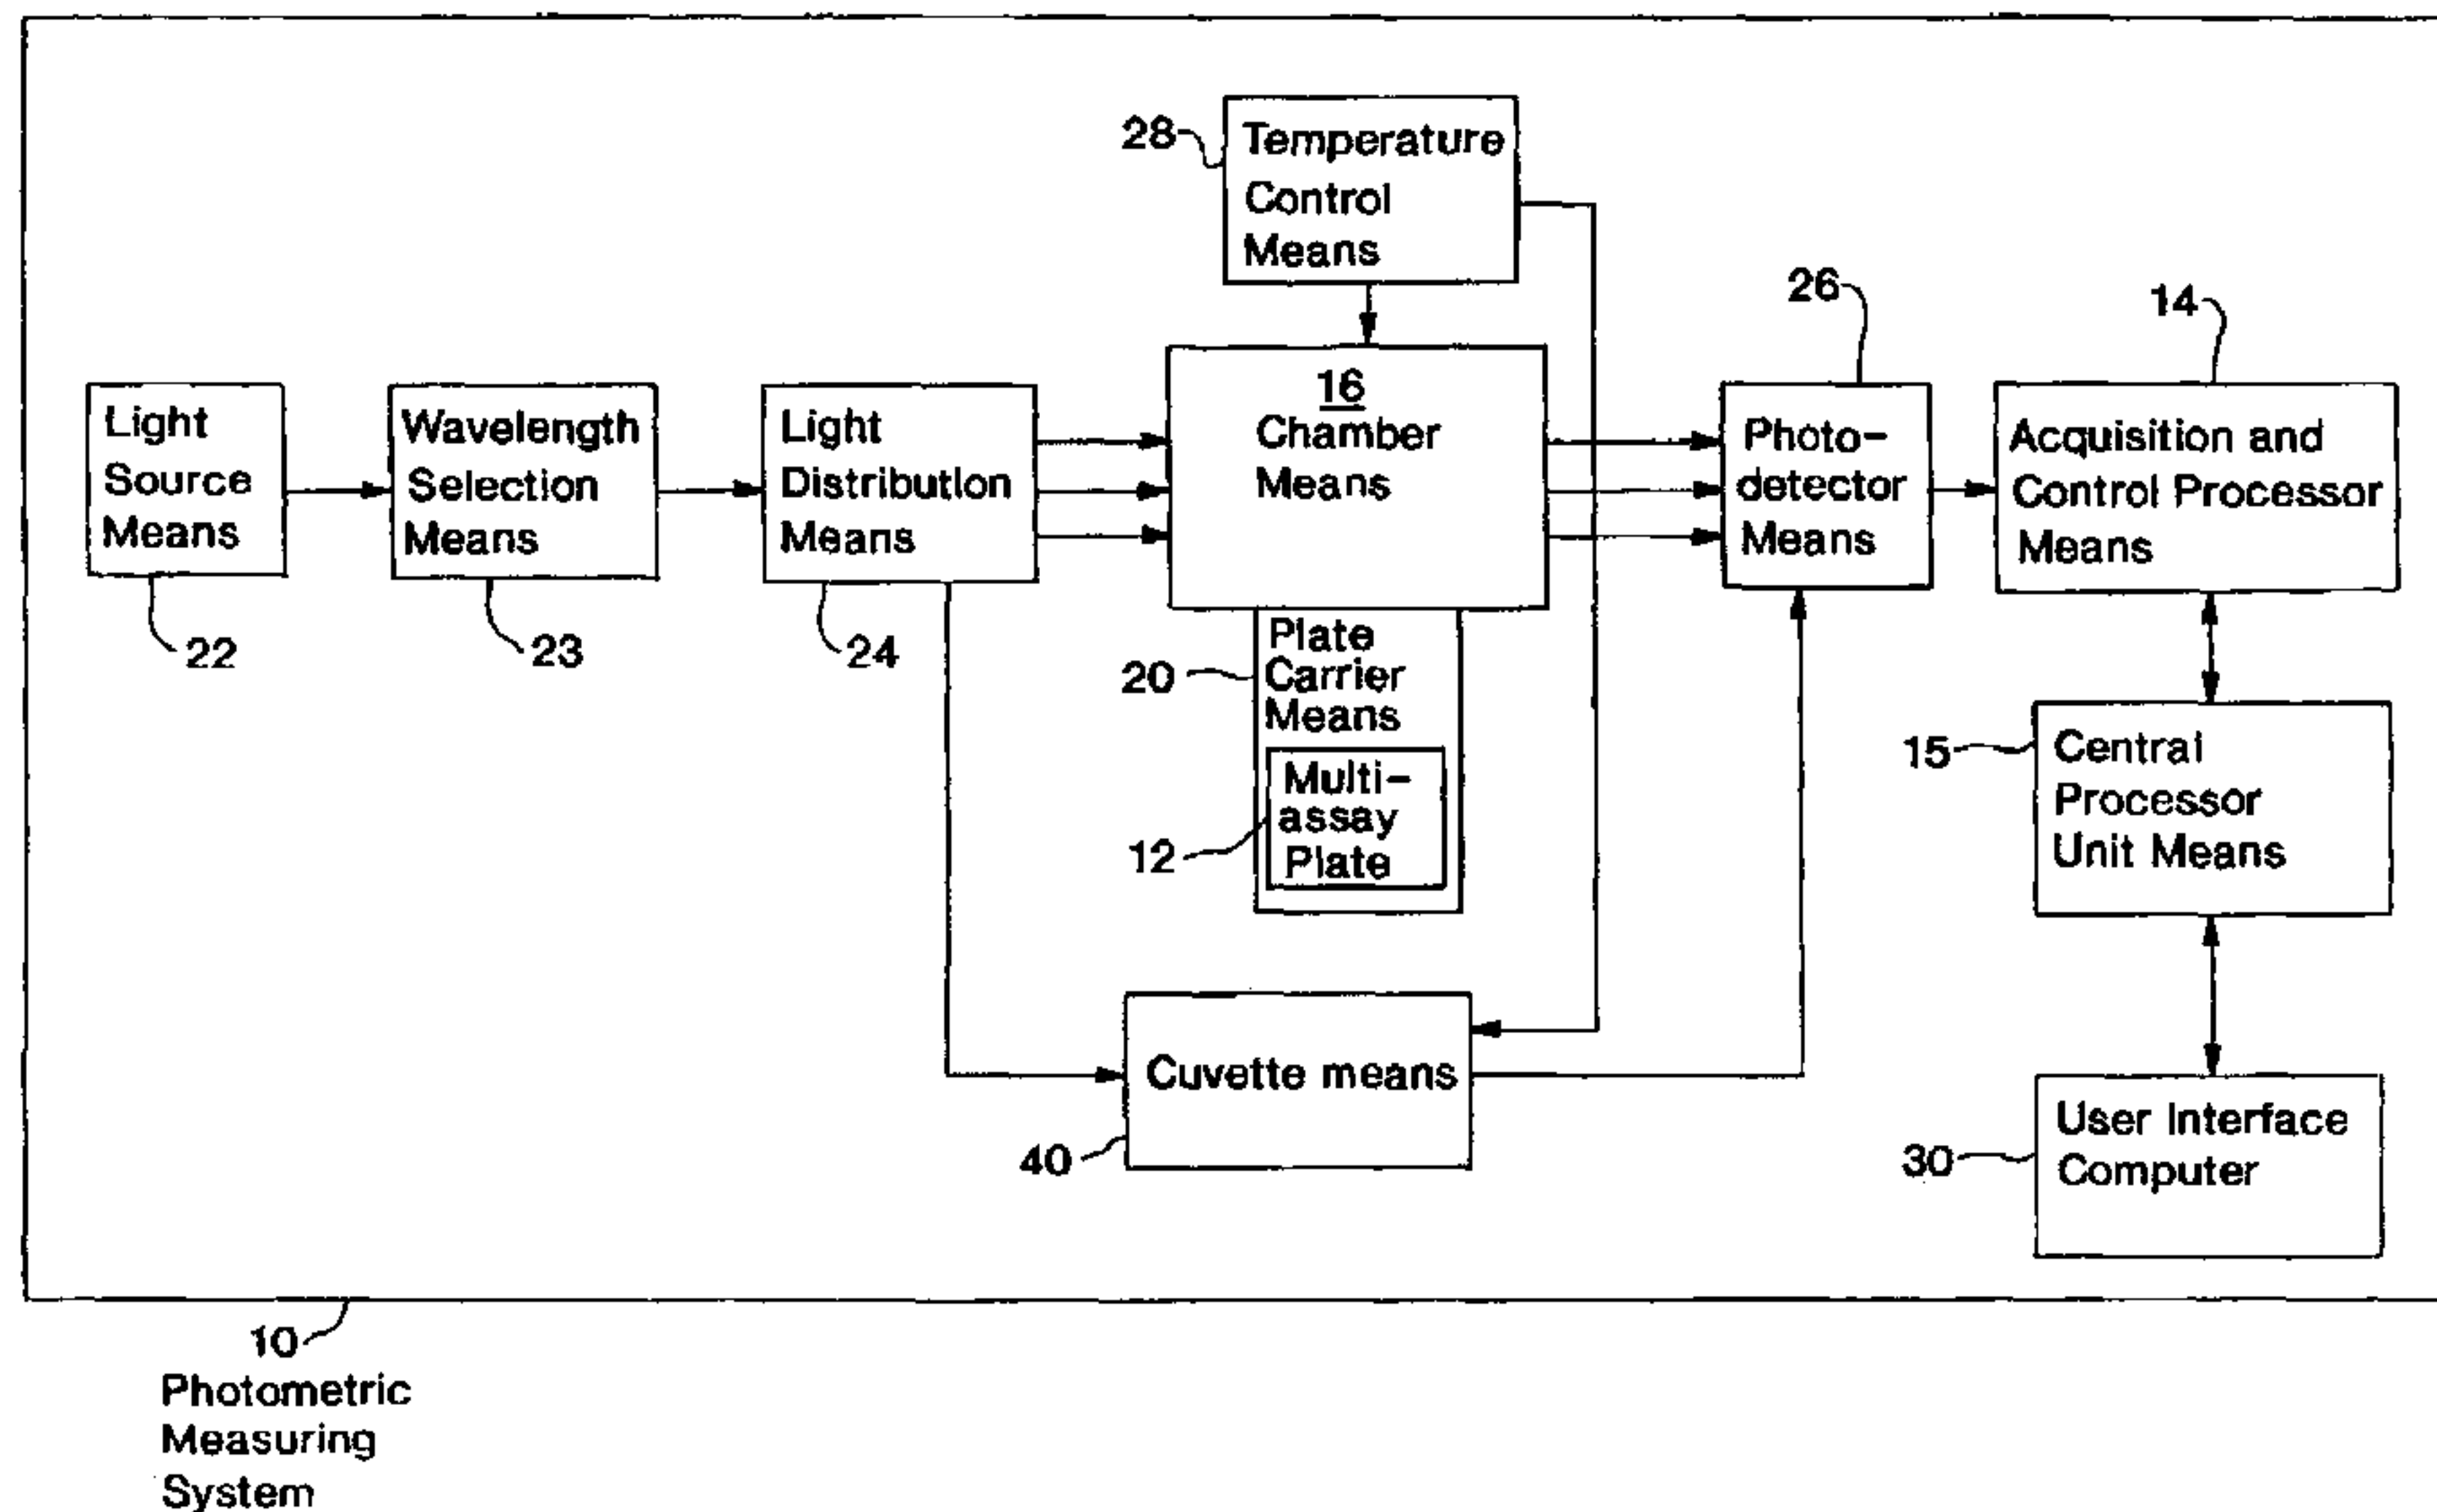 28
Temperature
Control
Means
26
14
Light
Source
Means
22
Wavelength
Selection
Means
23
Light
Distribution
Means
24
16
Chamber
Means
Photo-
detector
Means
Acquisition and
Control Processor
Means
20
Plate
Carrier
Means
12
Multi-
assay
Plate
15
Central
Processor
Unit Means
Cuvette means
40
30
User Interface
Computer
10
Photometric
Measuring
System